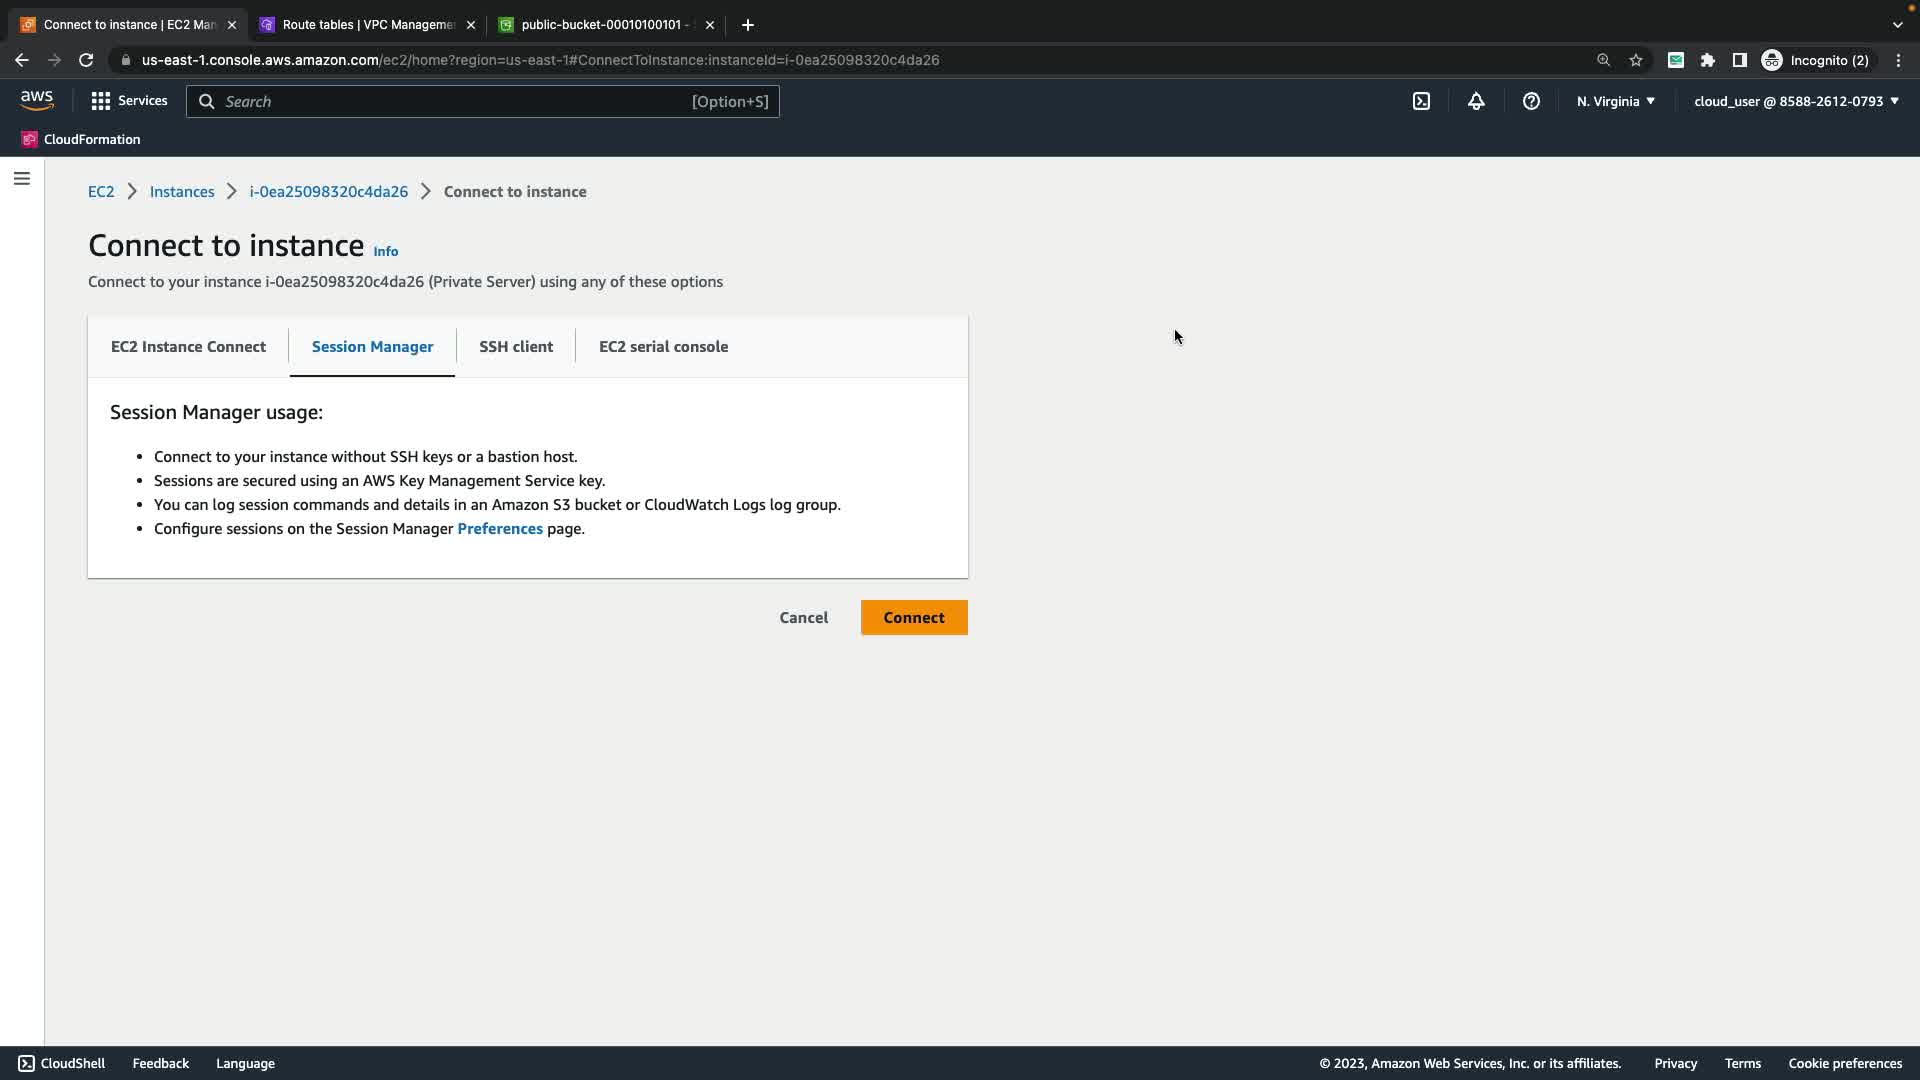 Connect to instance | EC2 Man
Route tables | VPC Manageme
public-bucket-00010100101 -
us-east-1.console.aws.amazon.com/ec2/home?region=us-east-1#ConnectToInstance:instanceId=i-0ea25098320c4da26
Incognito (2)
aws
Services
Search
[Option+S]
N. Virginia
cloud_user @ 8588-2612-0793
CloudFormation
EC2 > Instances > i-0ea25098320c4da26 > Connect to instance
Connect to instance Info
Connect to your instance i-0ea25098320c4da26 (Private Server) using any of these options
EC2 Instance Connect
Session Manager
SSH client
EC2 serial console
Session Manager usage:
• Connect to your instance without SSH keys or a bastion host.
• Sessions are secured using an AWS Key Management Service key.
• You can log session commands and details in an Amazon S3 bucket or CloudWatch Logs log group.
• Configure sessions on the Session Manager Preferences page.
Cancel
Connect
CloudShell
Feedback
Language
© 2023, Amazon Web Services, Inc. or its affiliates.
Privacy
Terms
Cookie preferences